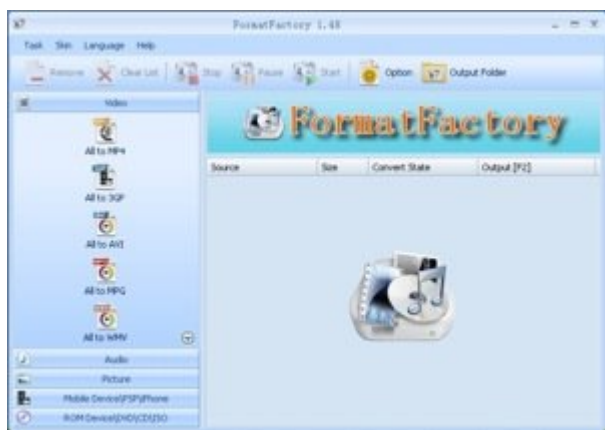 FormatFactory 1.48
Task Skin Language Help
Remove Clear List Stop Pause Start Option Output Folder
Video
FormatFactory
All to MP4
Source Size Convert State Output [F2]
All to 3GP
All to AVI
All to MPG
All to WMV
Audio
Picture
Mobile Device\PSP\iPhone
ROM Device\DVD\CD\ISO